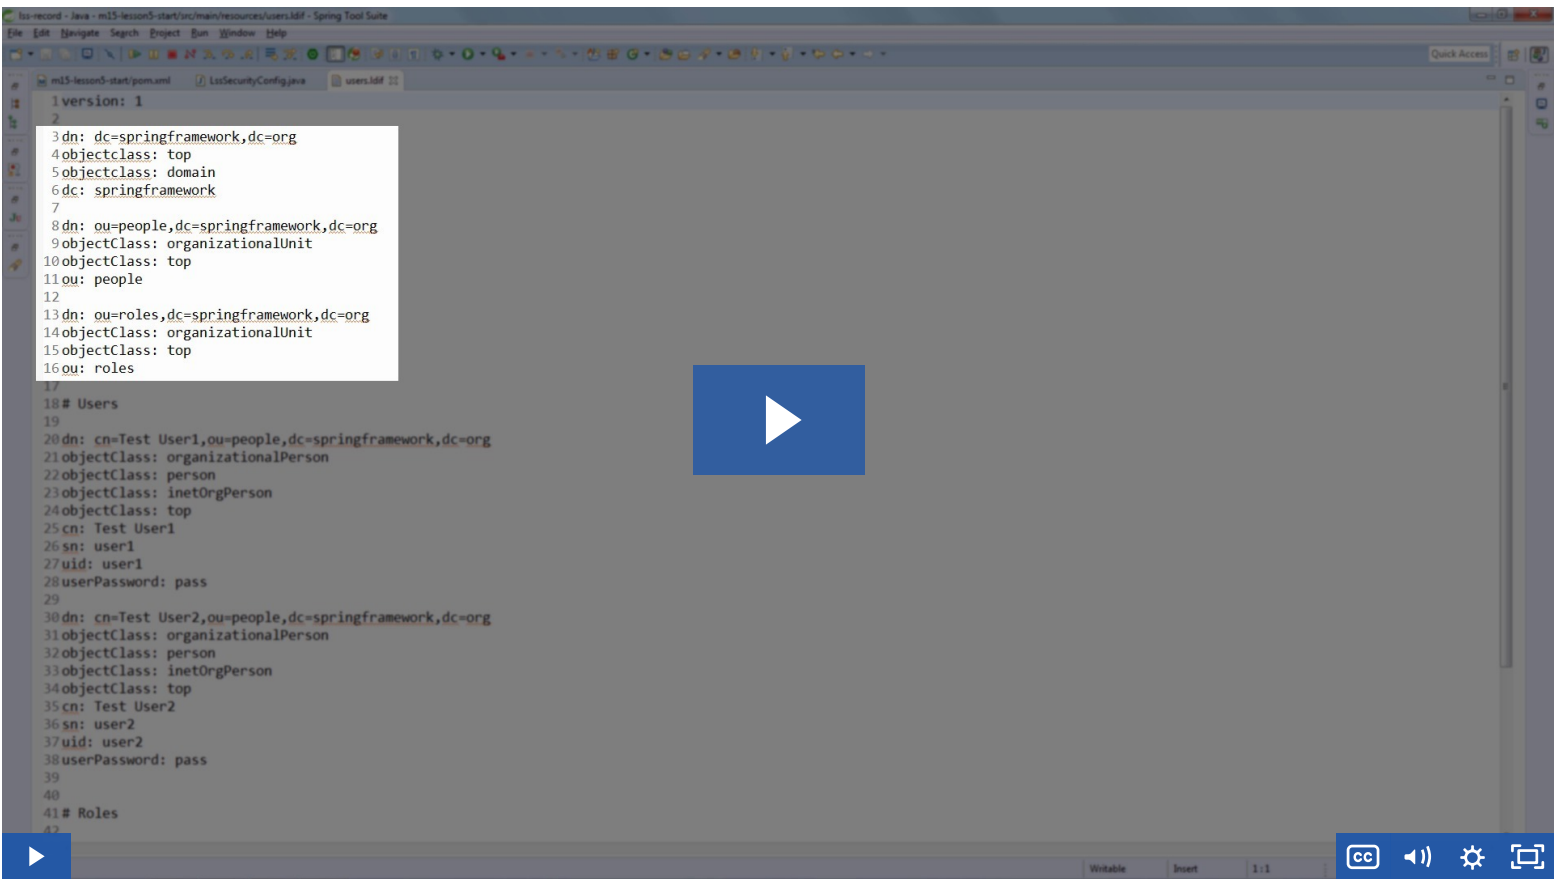 lss-record - Java - m15-lesson5-start/src/main/resources/users.ldif - Spring Tool Suite
File Edit Navigate Search Project Run Window Help
Quick Access
m15-lesson5-start/pom.xml LssSecurityConfig.java users.ldif
1 version: 1
2
3 dn: dc=springframework,dc=org
4 objectclass: top
5 objectclass: domain
6 dc: springframework
7
8 dn: ou=people,dc=springframework,dc=org
9 objectClass: organizationalUnit
10 objectClass: top
11 ou: people
12
13 dn: ou=roles,dc=springframework,dc=org
14 objectClass: organizationalUnit
15 objectClass: top
16 ou: roles
17
18 # Users
19
20 dn: cn=Test User1,ou=people,dc=springframework,dc=org
21 objectClass: organizationalPerson
22 objectClass: person
23 objectClass: inetOrgPerson
24 objectClass: top
25 cn: Test User1
26 sn: user1
27 uid: user1
28 userPassword: pass
29
30 dn: cn=Test User2,ou=people,dc=springframework,dc=org
31 objectClass: organizationalPerson
32 objectClass: person
33 objectClass: inetOrgPerson
34 objectClass: top
35 cn: Test User2
36 sn: user2
37 uid: user2
38 userPassword: pass
39
40
41 # Roles
42
CC
Writable Insert 1:1